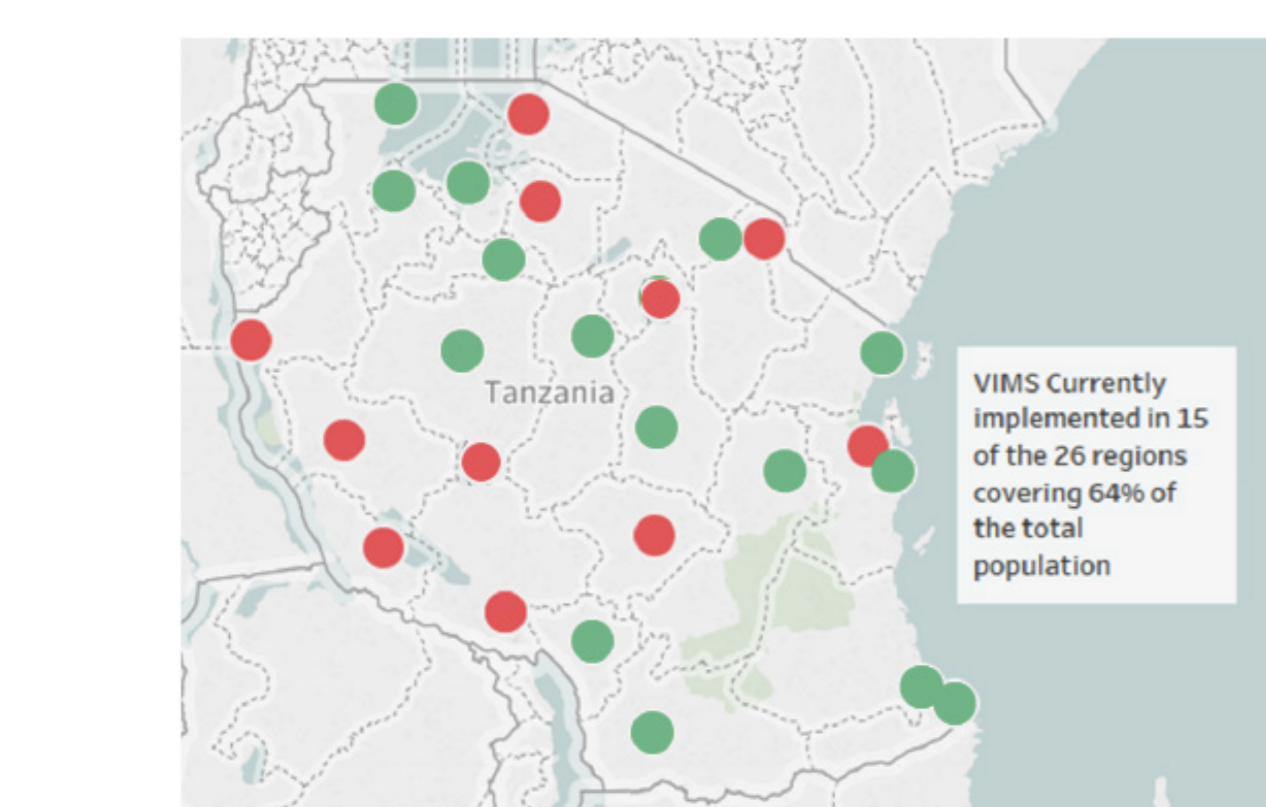 Tanzania
VIMS Currently
implemented in 15
of the 26 regions
covering 64% of
the total
population